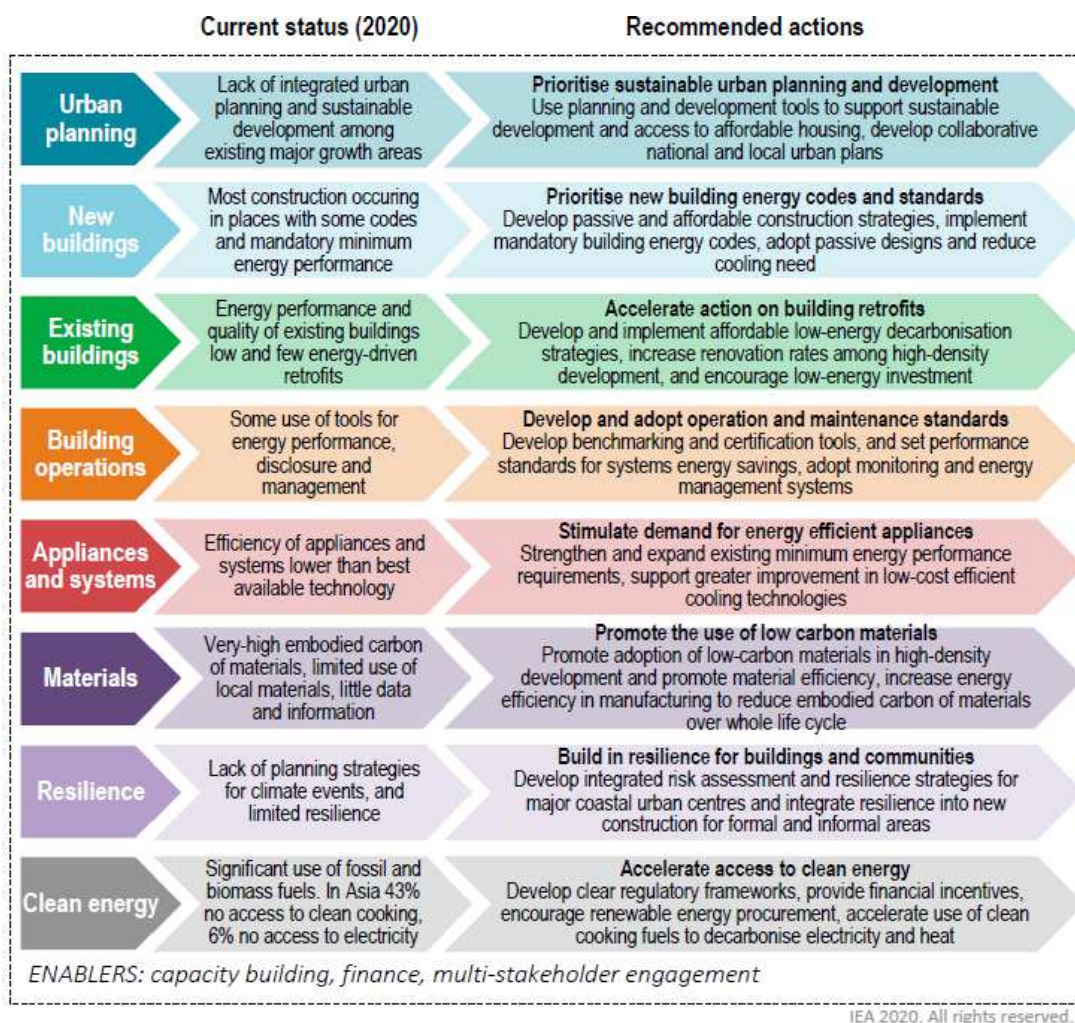 Current status (2020)
Recommended actions
Urban
planning
Lack of integrated urban
planning and sustainable
development among
existing major growth areas
Prioritise sustainable urban planning and development
Use planning and development tools to support sustainable
development and access to affordable housing, develop collaborative
national and local urban plans
New
buildings
Most construction occuring
in places with some codes
and mandatory minimum
energy performance
Prioritise new building energy codes and standards
Develop passive and affordable construction strategies, implement
mandatory building energy codes, adopt passive designs and reduce
cooling need
Existing
buildings
Energy performance and
quality of existing buildings
low and few energy-driven
retrofits
Accelerate action on building retrofits
Develop and implement affordable low-energy decarbonisation
strategies, increase renovation rates among high-density
development, and encourage low-energy investment
Building
operations
Some use of tools for
energy performance,
disclosure and
management
Develop and adopt operation and maintenance standards
Develop benchmarking and certification tools, and set performance
standards for systems energy savings, adopt monitoring and energy
management systems
Appliances
and systems
Efficiency of appliances and
systems lower than best
available technology
Stimulate demand for energy efficient appliances
Strengthen and expand existing minimum energy performance
requirements, support greater improvement in low-cost efficient
cooling technologies
Materials
Very-high embodied carbon
of materials, limited use of
local materials, little data
and information
Promote the use of low carbon materials
Promote adoption of low-carbon materials in high-density
development and promote material efficiency, increase energy
efficiency in manufacturing to reduce embodied carbon of materials
over whole life cycle
Resilience
Lack of planning strategies
for climate events, and
limited resilience
Build in resilience for buildings and communities
Develop integrated risk assessment and resilience strategies for
major coastal urban centres and integrate resilience into new
construction for formal and informal areas
Clean energy
Significant use of fossil and
biomass fuels. In Asia 43%
no access to clean cooking,
6% no access to electricity
Accelerate access to clean energy
Develop clear regulatory frameworks, provide financial incentives,
encourage renewable energy procurement, accelerate use of clean
cooking fuels to decarbonise electricity and heat
ENABLERS: capacity building, finance, multi-stakeholder engagement
IEA 2020. All rights reserved.